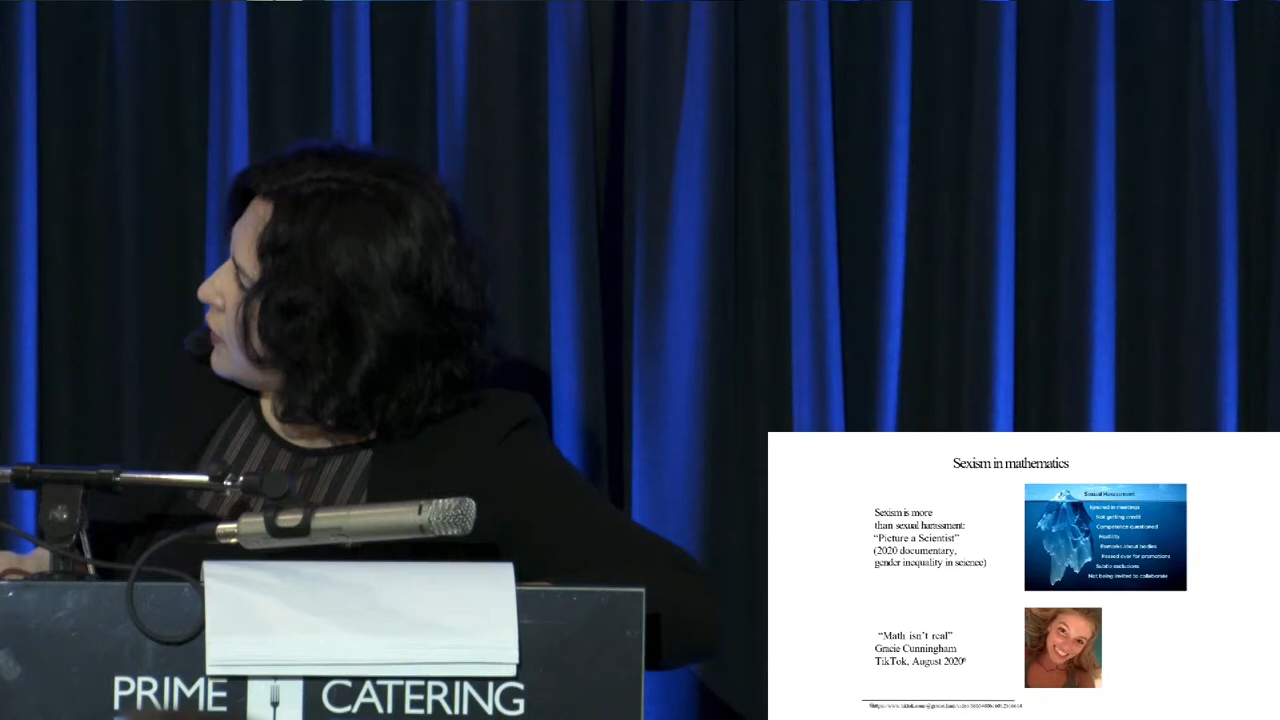 Sexism in mathematics
Sexism is more
than sexual harassment:
“Picture a Scientist”
(2020 documentary,
gender inequality in science)
Sexual Harassment
Ignored in meetings
Not getting credit
Competence questioned
Hostility
Remarks about bodies
Passed over for promotions
Subtle exclusions
Not being invited to collaborate
“Math isn’t real”
Gracie Cunningham
TikTok, August 2020
PRIME CATERING